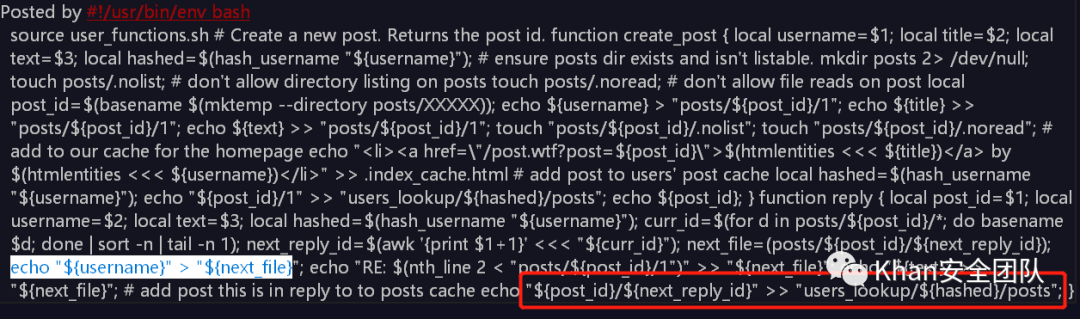 Posted by #!/usr/bin/env bash
source user_functions.sh # Create a new post. Returns the post id. function create_post { local username=$1; local title=$2; local
text=$3; local hashed=$(hash_username "${username}"); # ensure posts dir exists and isn't listable. mkdir posts 2> /dev/null;
touch posts/.nolist; # don't allow directory listing on posts touch posts/.noread; # don't allow file reads on post local
post_id=$(basename $(mktemp --directory posts/XXXXX)); echo ${username} > "posts/${post_id}/1"; echo ${title} >>
"posts/${post_id}/1"; echo ${text} >> "posts/${post_id}/1"; touch "posts/${post_id}/.nolist"; touch "posts/${post_id}/.noread"; #
add to our cache for the homepage echo "<li><a href=\"/post.wtf?post=${post_id}\">$(htmlentities <<< ${title})</a> by
$(htmlentities <<< ${username})</li>" >> .index_cache.html # add post to users' post cache local hashed=$(hash_username
"${username}"); echo "${post_id}/1" >> "users_lookup/${hashed}/posts"; echo ${post_id}; } function reply { local post_id=$1; local
username=$2; local text=$3; local hashed=$(hash_username "${username}"); curr_id=$(for d in posts/${post_id}/*; do basename
$d; done | sort -n | tail -n 1); next_reply_id=$(awk '{print $1+1}' <<< "${curr_id}"); next_file=(posts/${post_id}/${next_reply_id});
echo "${username}" > "${next_file}"; echo "RE: $(nth_line 2 < "posts/${post_id}/1")" >> "${next_file}"
Khan安全团队
"${next_file}"; # add post this is in reply to to posts cache echo "${post_id}/${next_reply_id}" >> "users_lookup/${hashed}/posts"; }